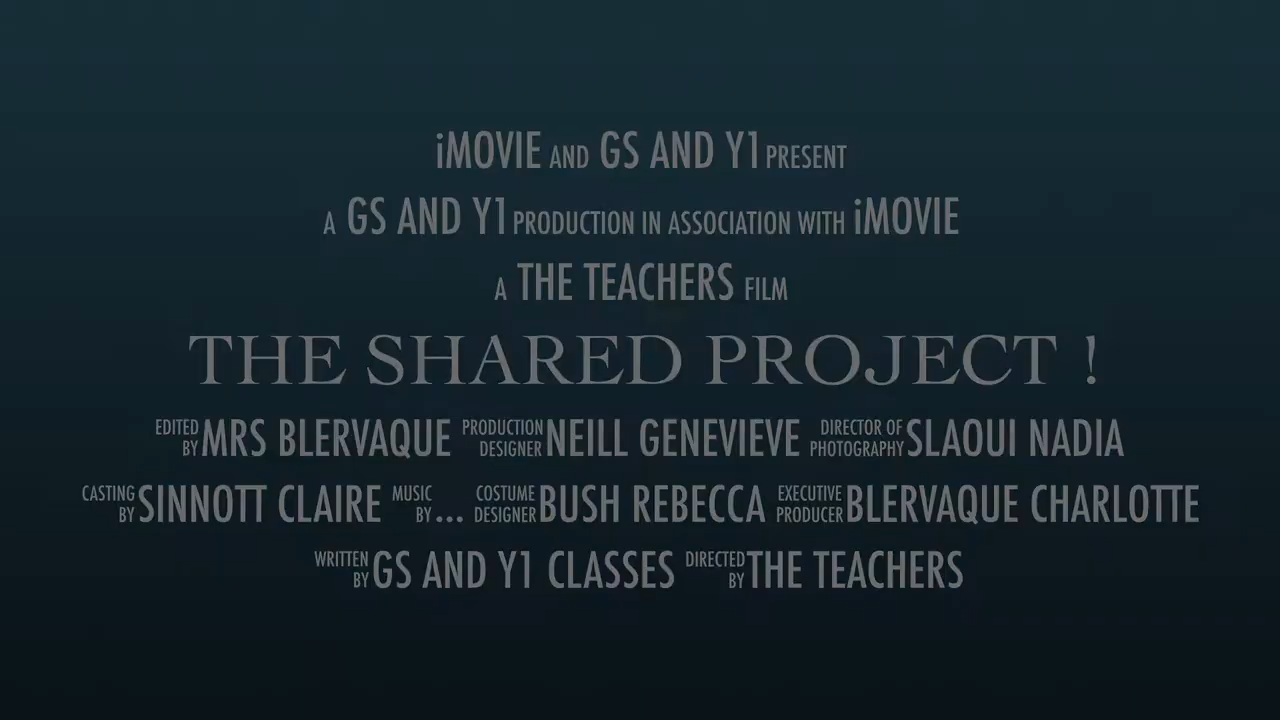 iMOVIE AND GS AND Y1 PRESENT
A GS AND Y1 PRODUCTION IN ASSOCIATION WITH iMOVIE
A THE TEACHERS FILM
THE SHARED PROJECT !
EDITED BY MRS BLERVAQUE PRODUCTION DESIGNER NEILL GENEVIEVE DIRECTOR OF PHOTOGRAPHY SLAOUI NADIA
CASTING BY SINNOTT CLAIRE MUSIC BY ... COSTUME DESIGNER BUSH REBECCA EXECUTIVE PRODUCER BLERVAQUE CHARLOTTE
WRITTEN BY GS AND Y1 CLASSES DIRECTED BY THE TEACHERS